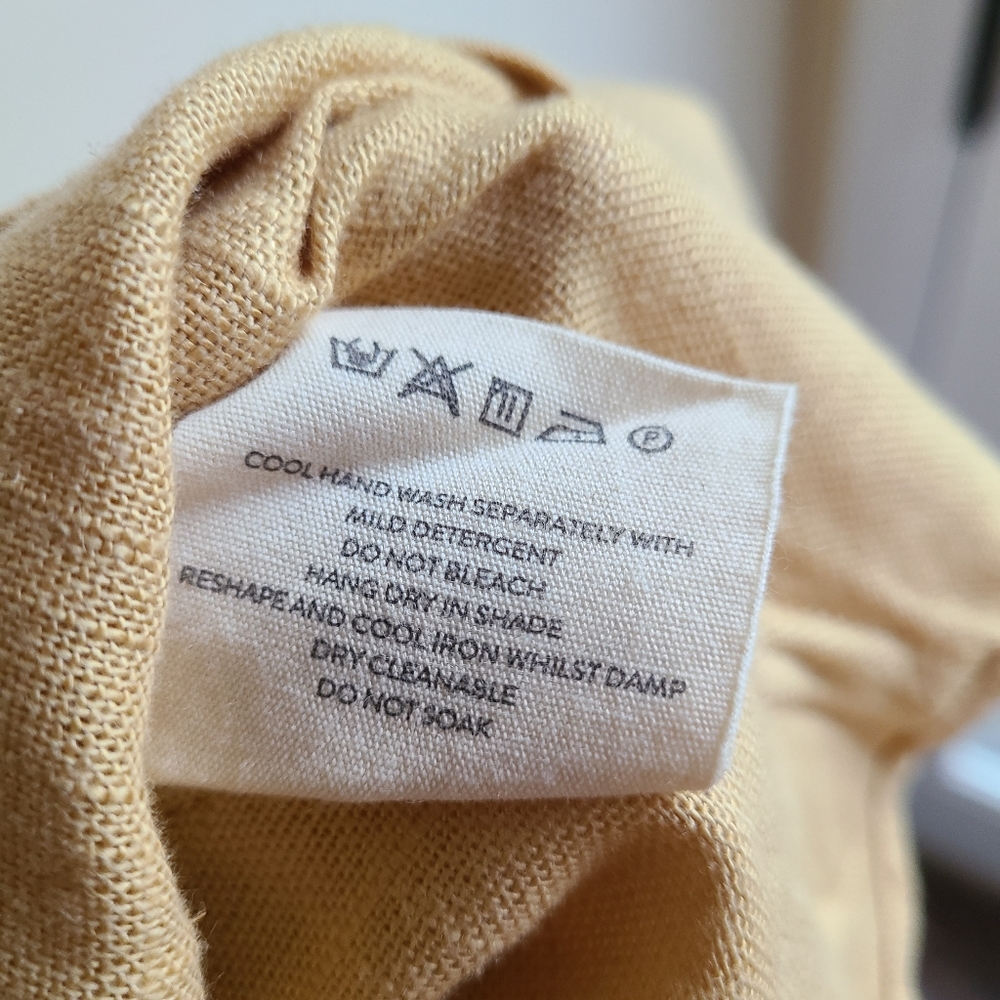 P
COOL HAND WASH SEPARATELY WITH
MILD DETERGENT
DO NOT BLEACH
HANG DRY IN SHADE
RESHAPE AND COOL IRON WHILST DAMP
DRY CLEANABLE
DO NOT SOAK